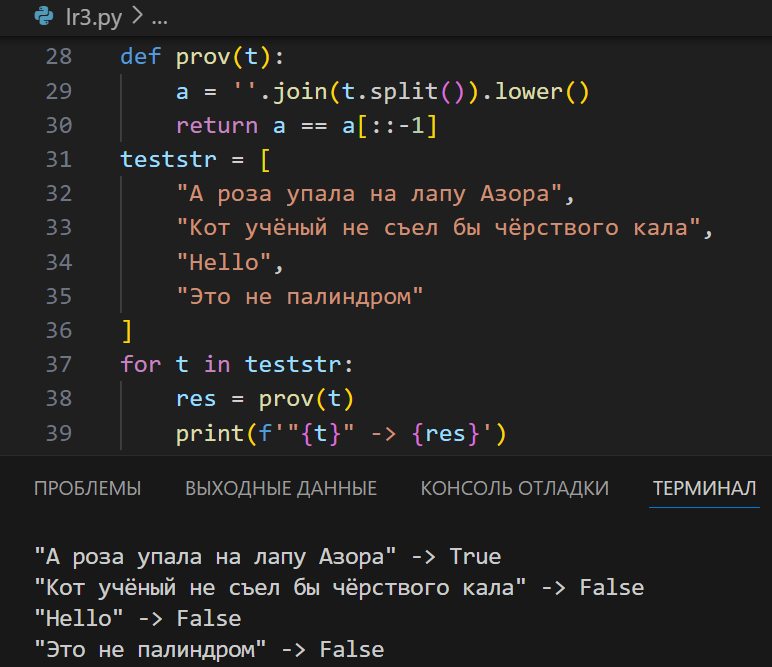 lr3.py > ...
28 def prov(t):
29     a = ''.join(t.split()).lower()
30     return a == a[::-1]
31 teststr = [
32     "А роза упала на лапу Азора",
33     "Кот учёный не съел бы чёрствого кала",
34     "Hello",
35     "Это не палиндром"
36 ]
37 for t in teststr:
38     res = prov(t)
39     print(f'"{t}" -> {res}')
ПРОБЛЕМЫ ВЫХОДНЫЕ ДАННЫЕ КОНСОЛЬ ОТЛАДКИ ТЕРМИНАЛ
"А роза упала на лапу Азора" -> True
"Кот учёный не съел бы чёрствого кала" -> False
"Hello" -> False
"Это не палиндром" -> False